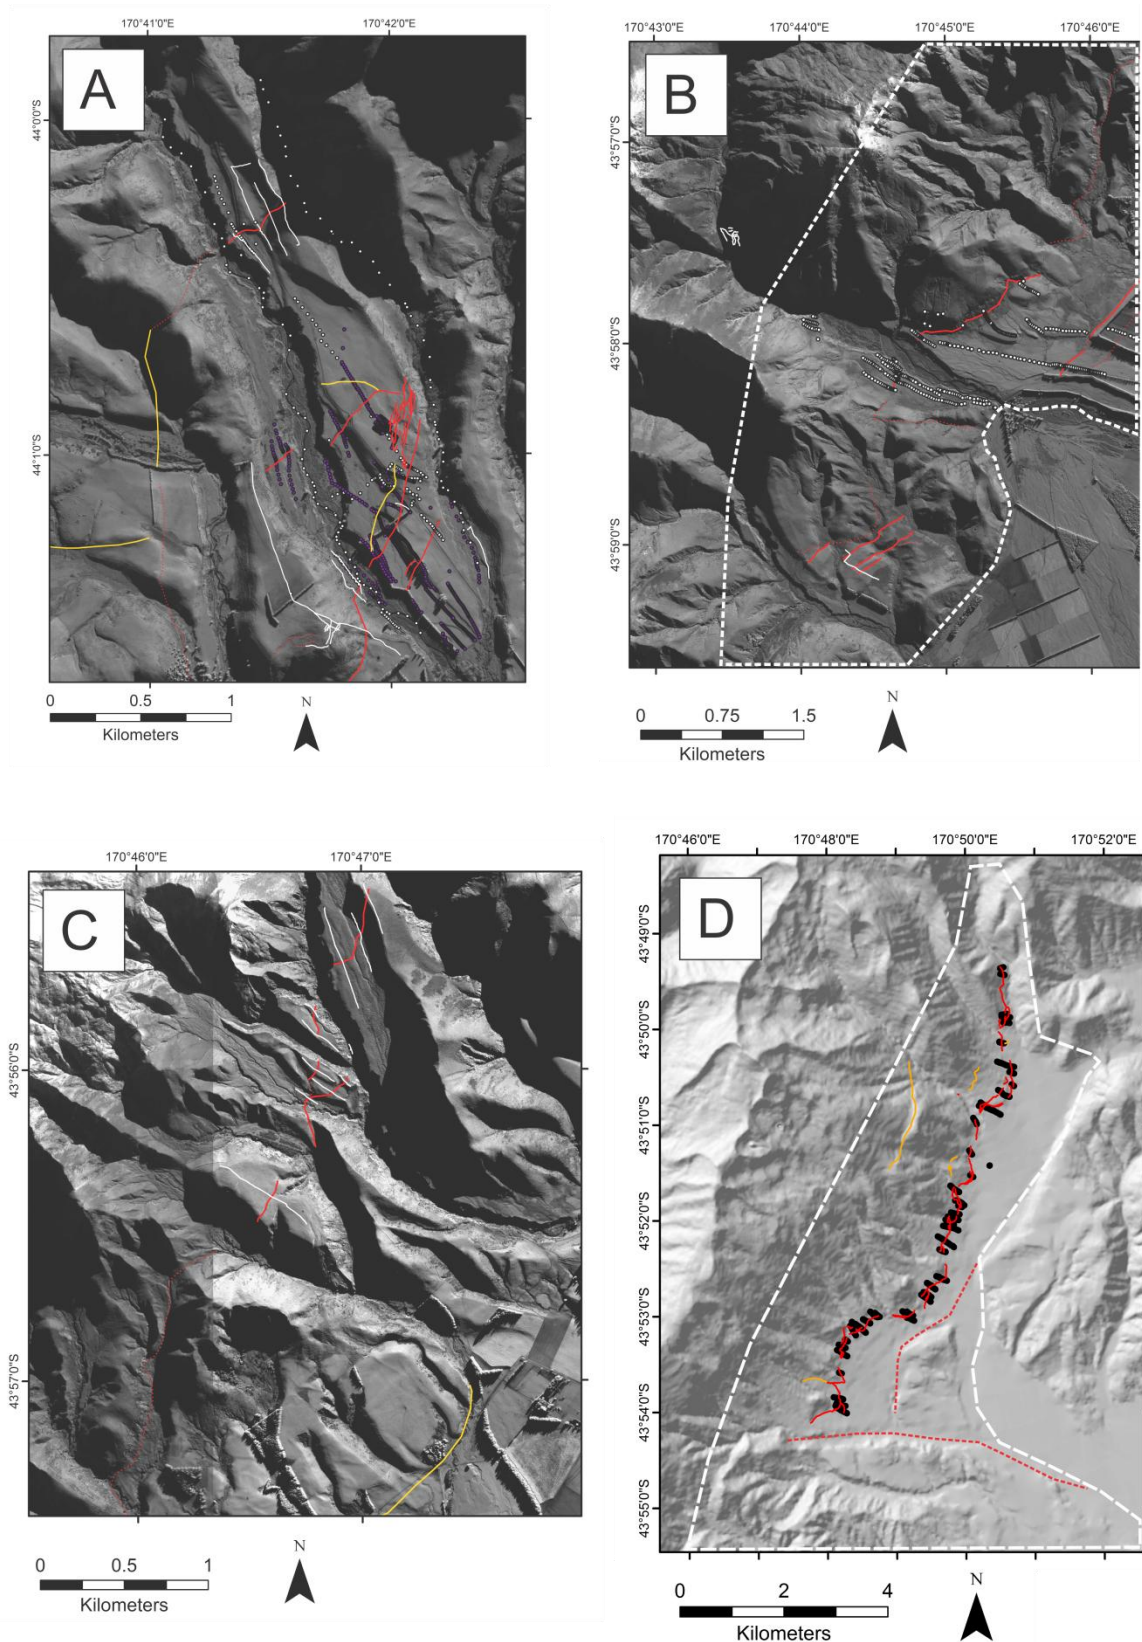 170°41'0"E 170°42'0"E
A
44°0'0"S
44°1'0"S
0 0.5 1
Kilometers
N
170°43'0"E 170°44'0"E 170°45'0"E 170°46'0"E
B
43°57'0"S
43°58'0"S
43°59'0"S
0 0.75 1.5
Kilometers
N
170°46'0"E 170°47'0"E
C
43°56'0"S
43°57'0"S
0 0.5 1
Kilometers
N
170°46'0"E 170°48'0"E 170°50'0"E 170°52'0"E
D
43°49'0"S
43°50'0"S
43°51'0"S
43°52'0"S
43°53'0"S
43°54'0"S
43°55'0"S
0 2 4
Kilometers
N